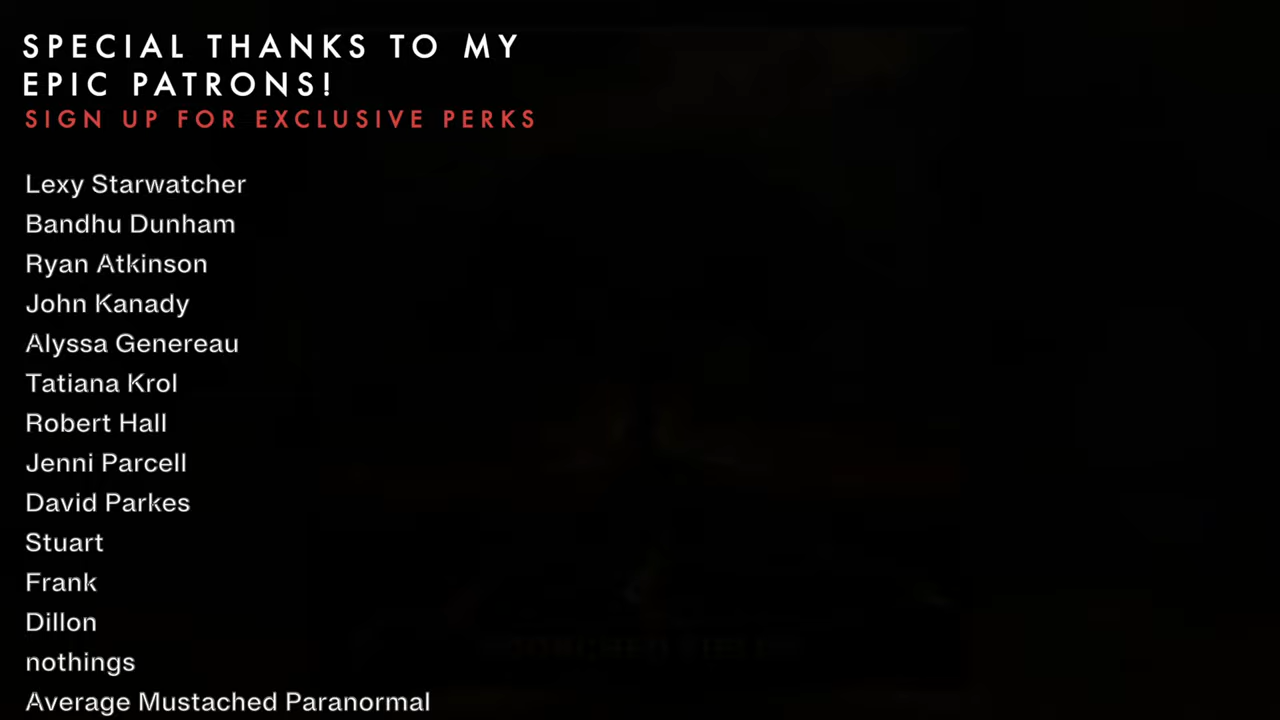 SPECIAL THANKS TO MY
EPIC PATRONS!
SIGN UP FOR EXCLUSIVE PERKS
Lexy Starwatcher
Bandhu Dunham
Ryan Atkinson
John Kanady
Alyssa Genereau
Tatiana Krol
Robert Hall
Jenni Parcell
David Parkes
Stuart
Frank
Dillon
nothings
Average Mustached Paranormal